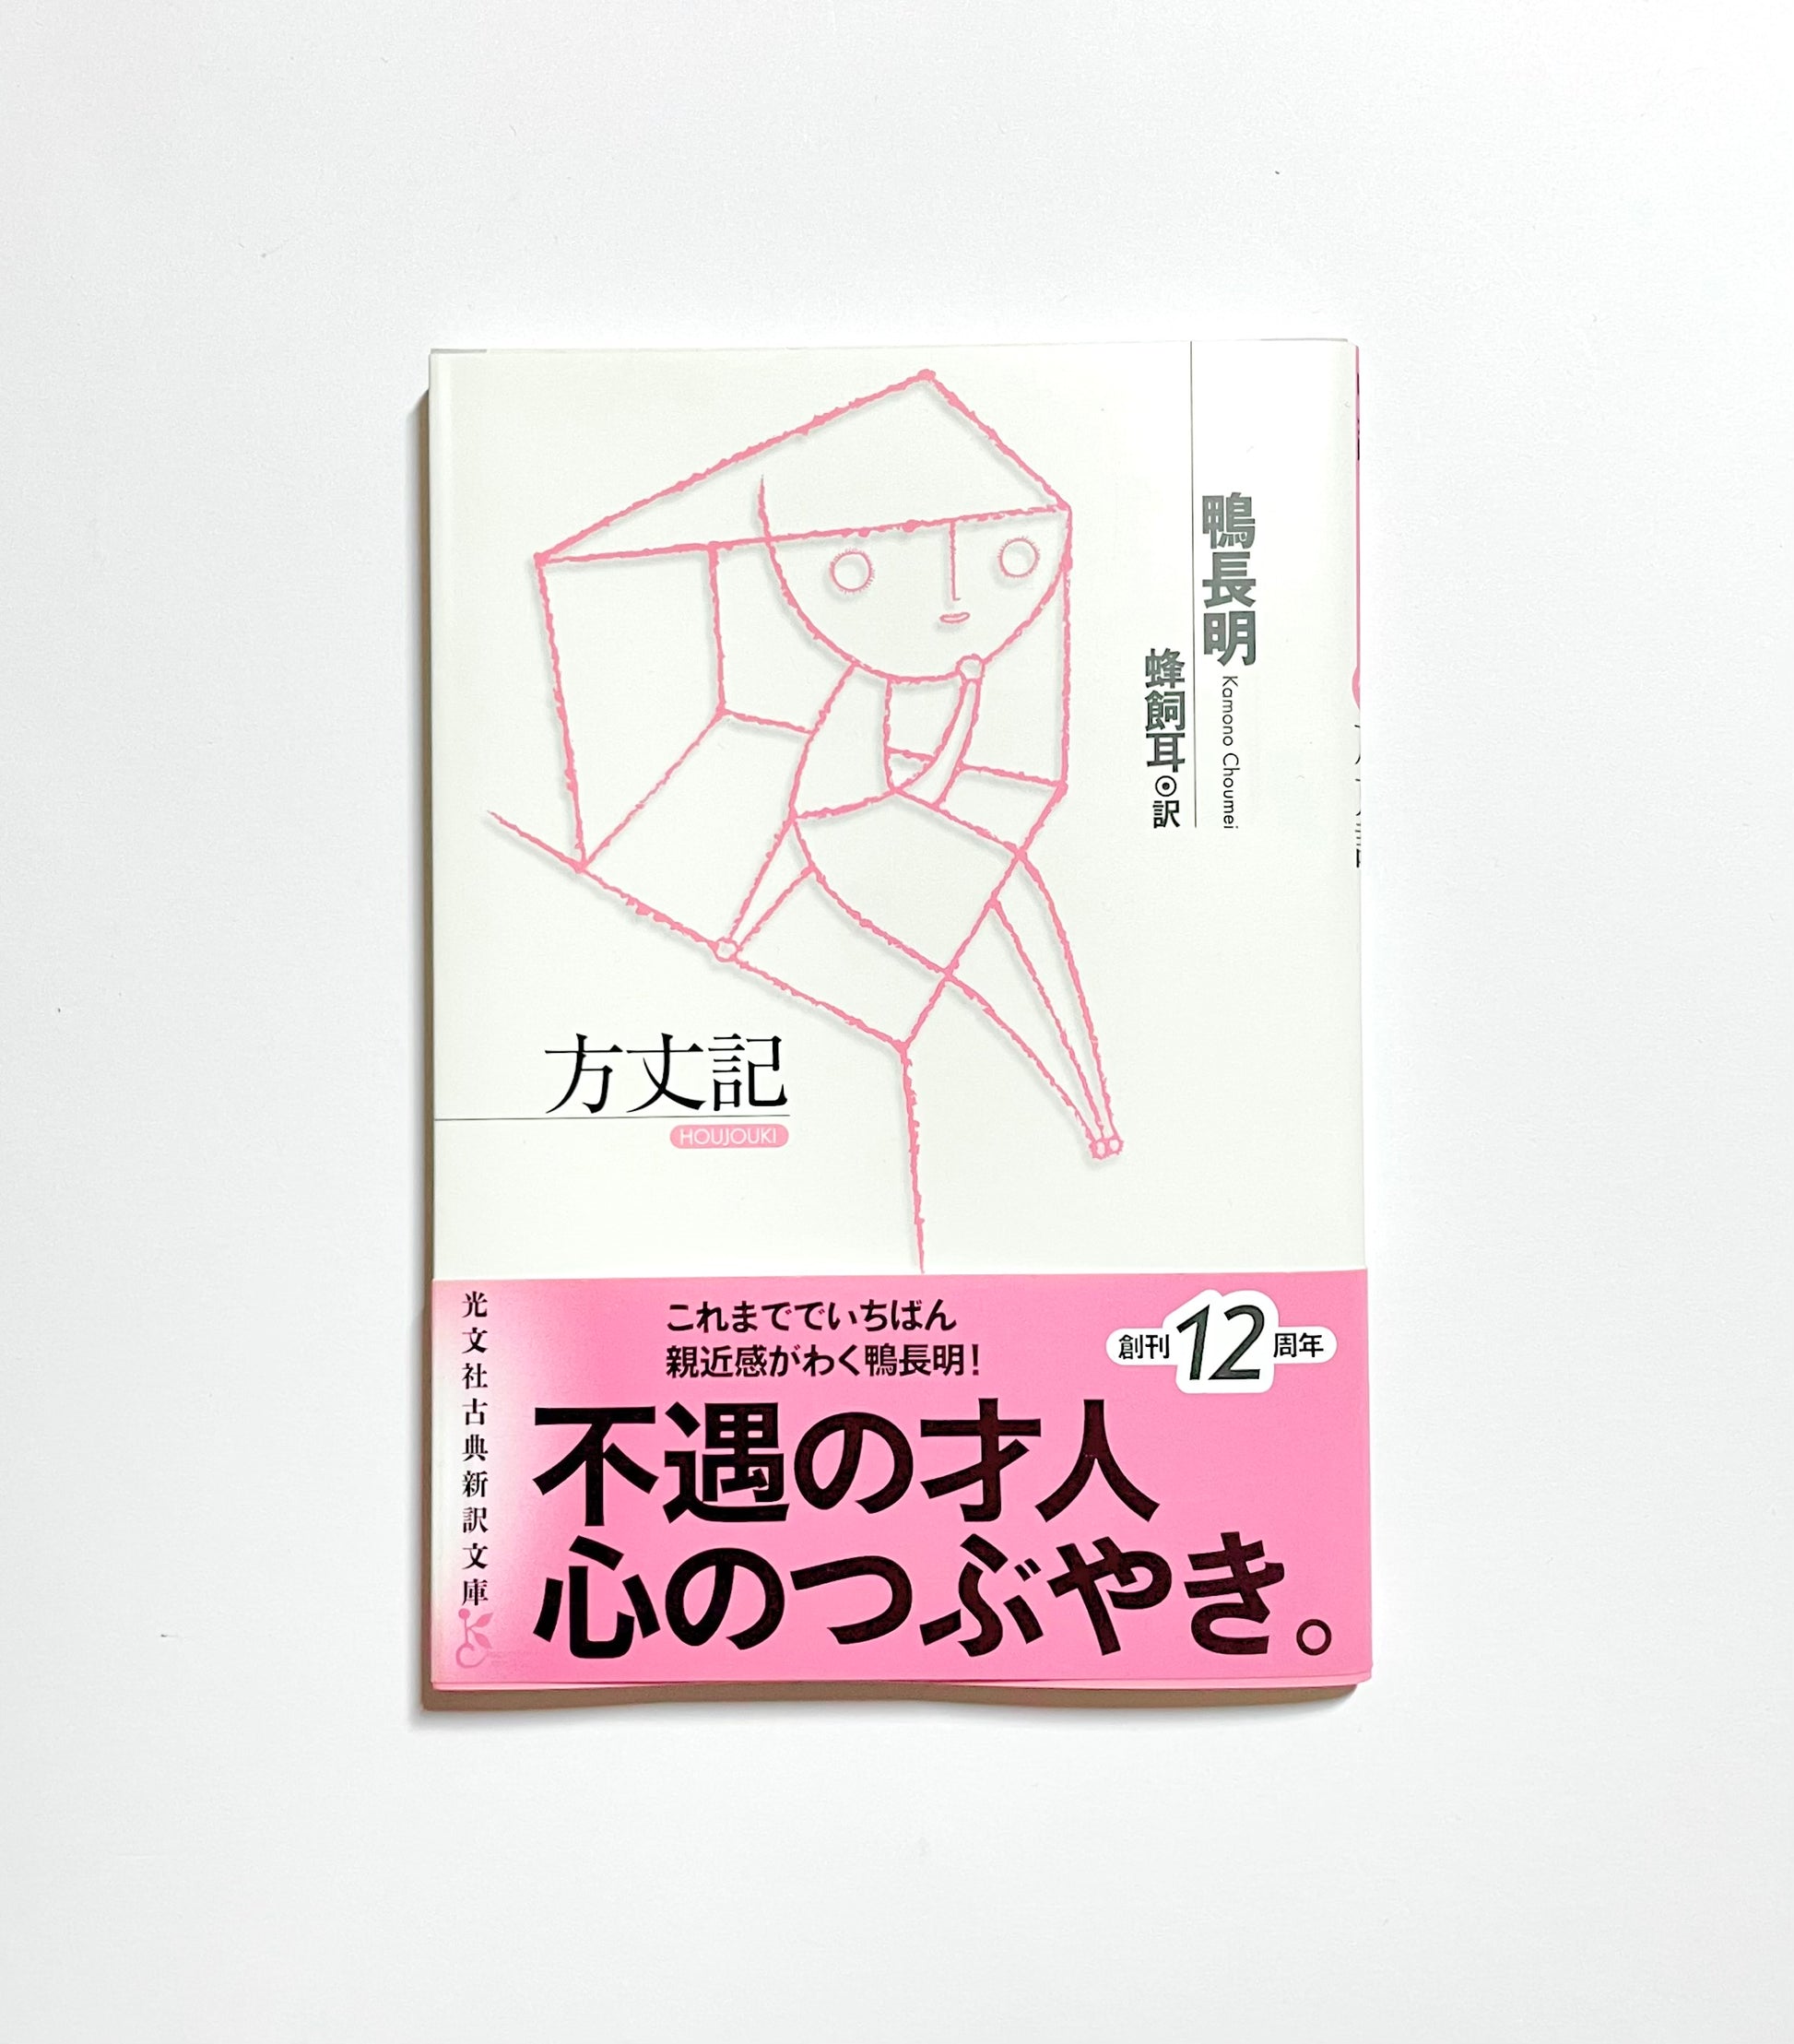 鴨長明
Kamono Choumei
蜂飼耳◎訳
方丈記
HOUJOUKI
光文社古典新訳文庫
これまででいちばん
親近感がわく鴨長明!
創刊12周年
不遇の才人
心のつぶやき。